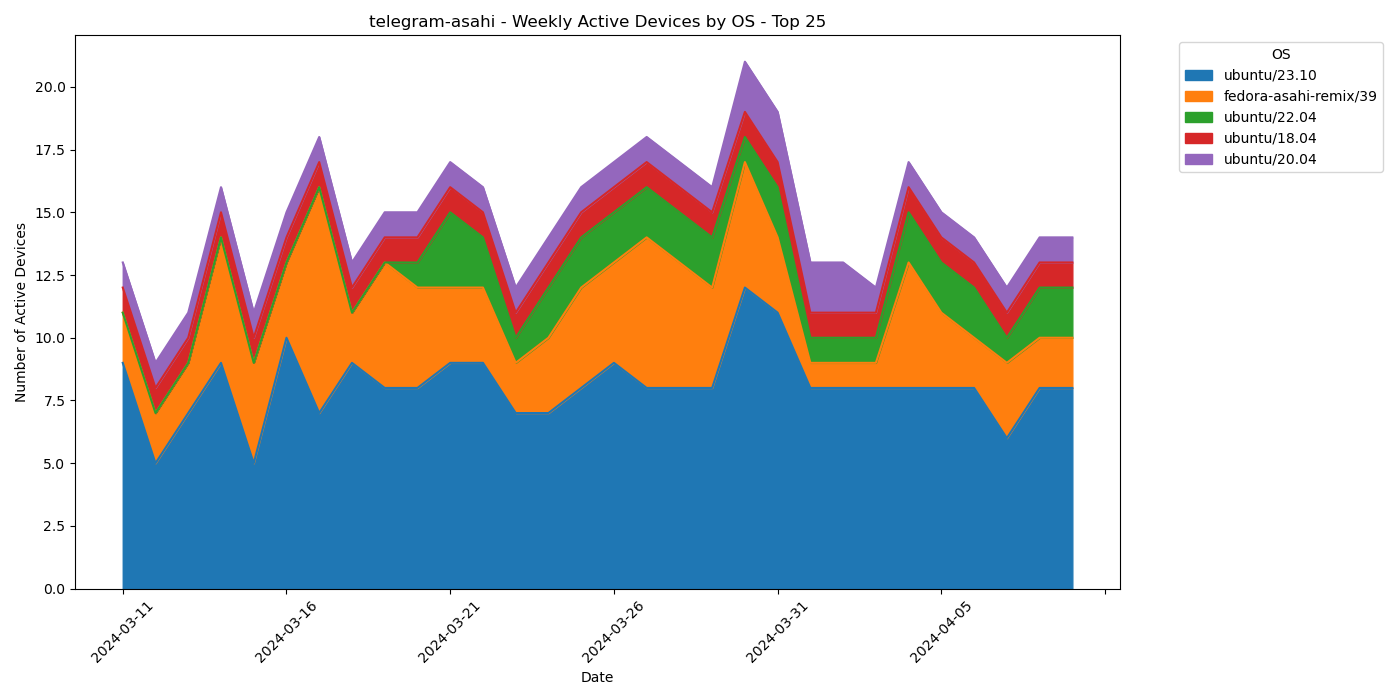 telegram-asahi - Weekly Active Devices by OS - Top 25
Number of Active Devices
20.0
17.5
15.0
12.5
10.0
7.5
5.0
2.5
0.0
2024-03-11
2024-03-16
2024-03-21
2024-03-26
2024-03-31
2024-04-05
Date
OS
ubuntu/23.10
fedora-asahi-remix/39
ubuntu/22.04
ubuntu/18.04
ubuntu/20.04